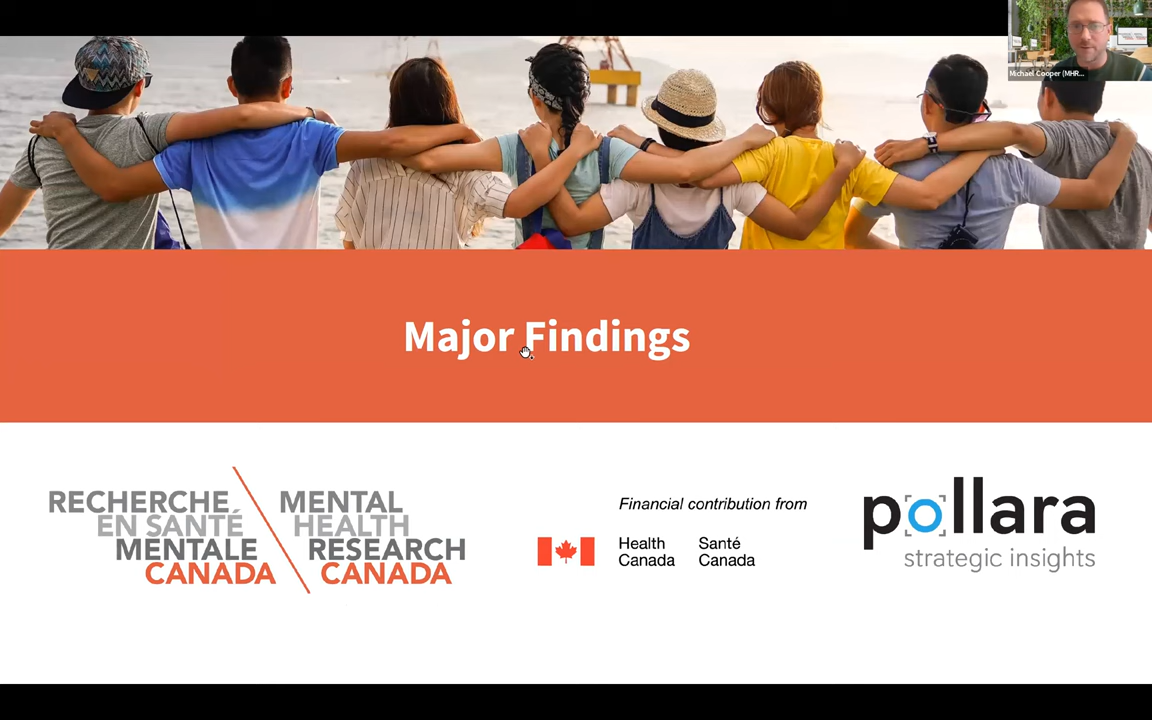 Michael Cooper (MHR...
Major Findings
RECHERCHE
EN SANTÉ
MENTALE
CANADA
MENTAL
HEALTH
RESEARCH
CANADA
Financial contribution from
Health
Canada
Santé
Canada
pollara
strategic insights